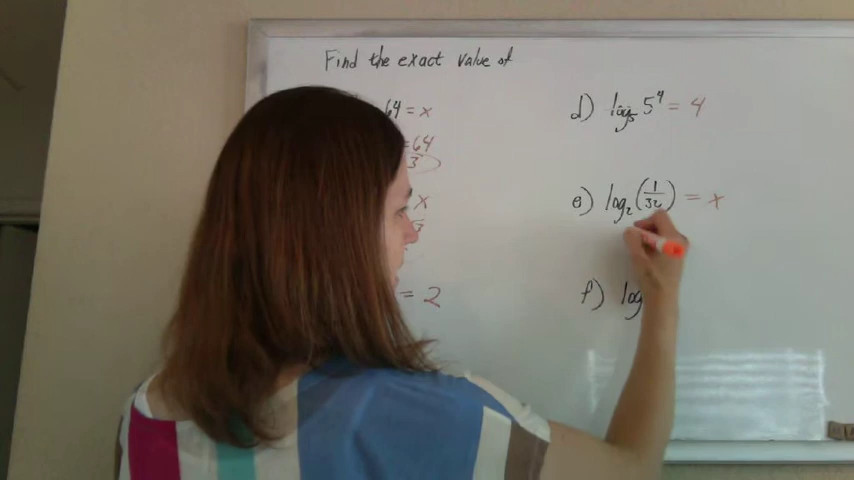 Find the exact value of
64 = x
= 64
3
x
= 2
d) log₅ 5⁴ = 4
e) log₂ (1/32) = x
f) log